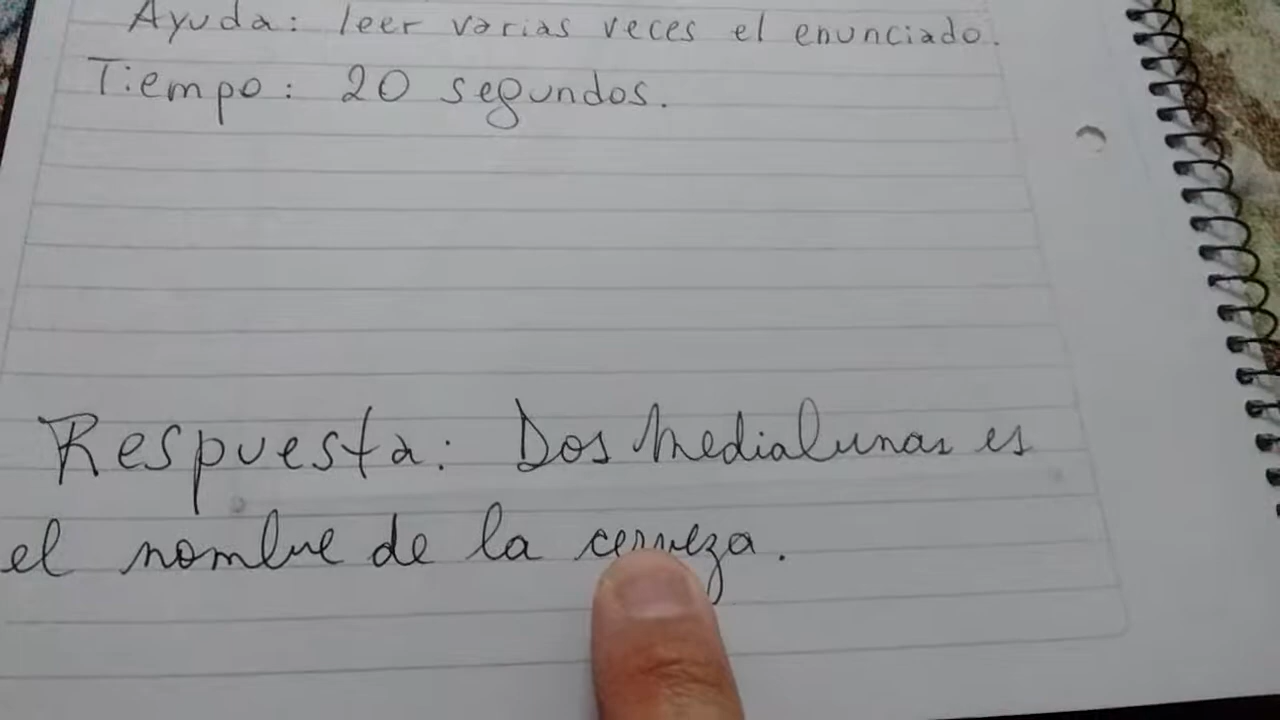 Ayuda: leer varias veces el enunciado.
Tiempo: 20 segundos.
Respuesta: Dos Medialunas es
el nombre de la cerveza.